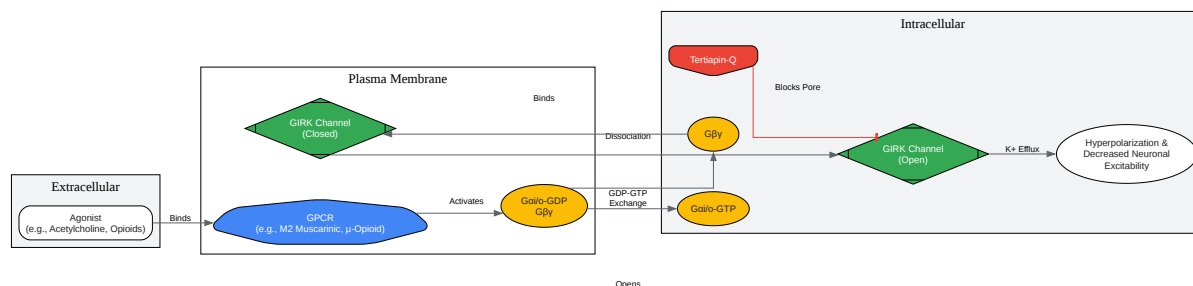 Intracellular
Tertiapin-Q
Plasma Membrane
Blocks Pore
Binds
GIRK Channel
(Closed)
Dissociation
Gβγ
GIRK Channel
(Open)
K+ Efflux
Hyperpolarization &
Decreased Neuronal
Excitability
Extracellular
Agonist
(e.g., Acetylcholine, Opioids)
Binds
GPCR
(e.g., M2 Muscarinic, μ-Opioid)
Activates
Gαi/o-GDP
Gβγ
GDP-GTP
Exchange
Gαi/o-GTP
Opens